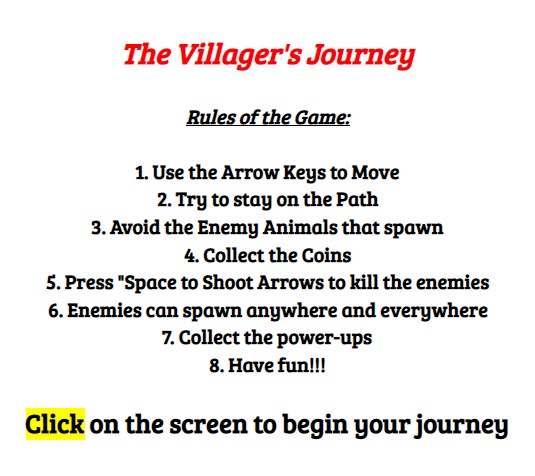 The Villager's Journey
Rules of the Game:
1. Use the Arrow Keys to Move
2. Try to stay on the Path
3. Avoid the Enemy Animals that spawn
4. Collect the Coins
5. Press "Space to Shoot Arrows to kill the enemies
6. Enemies can spawn anywhere and everywhere
7. Collect the power-ups
8. Have fun!!!
Click on the screen to begin your journey